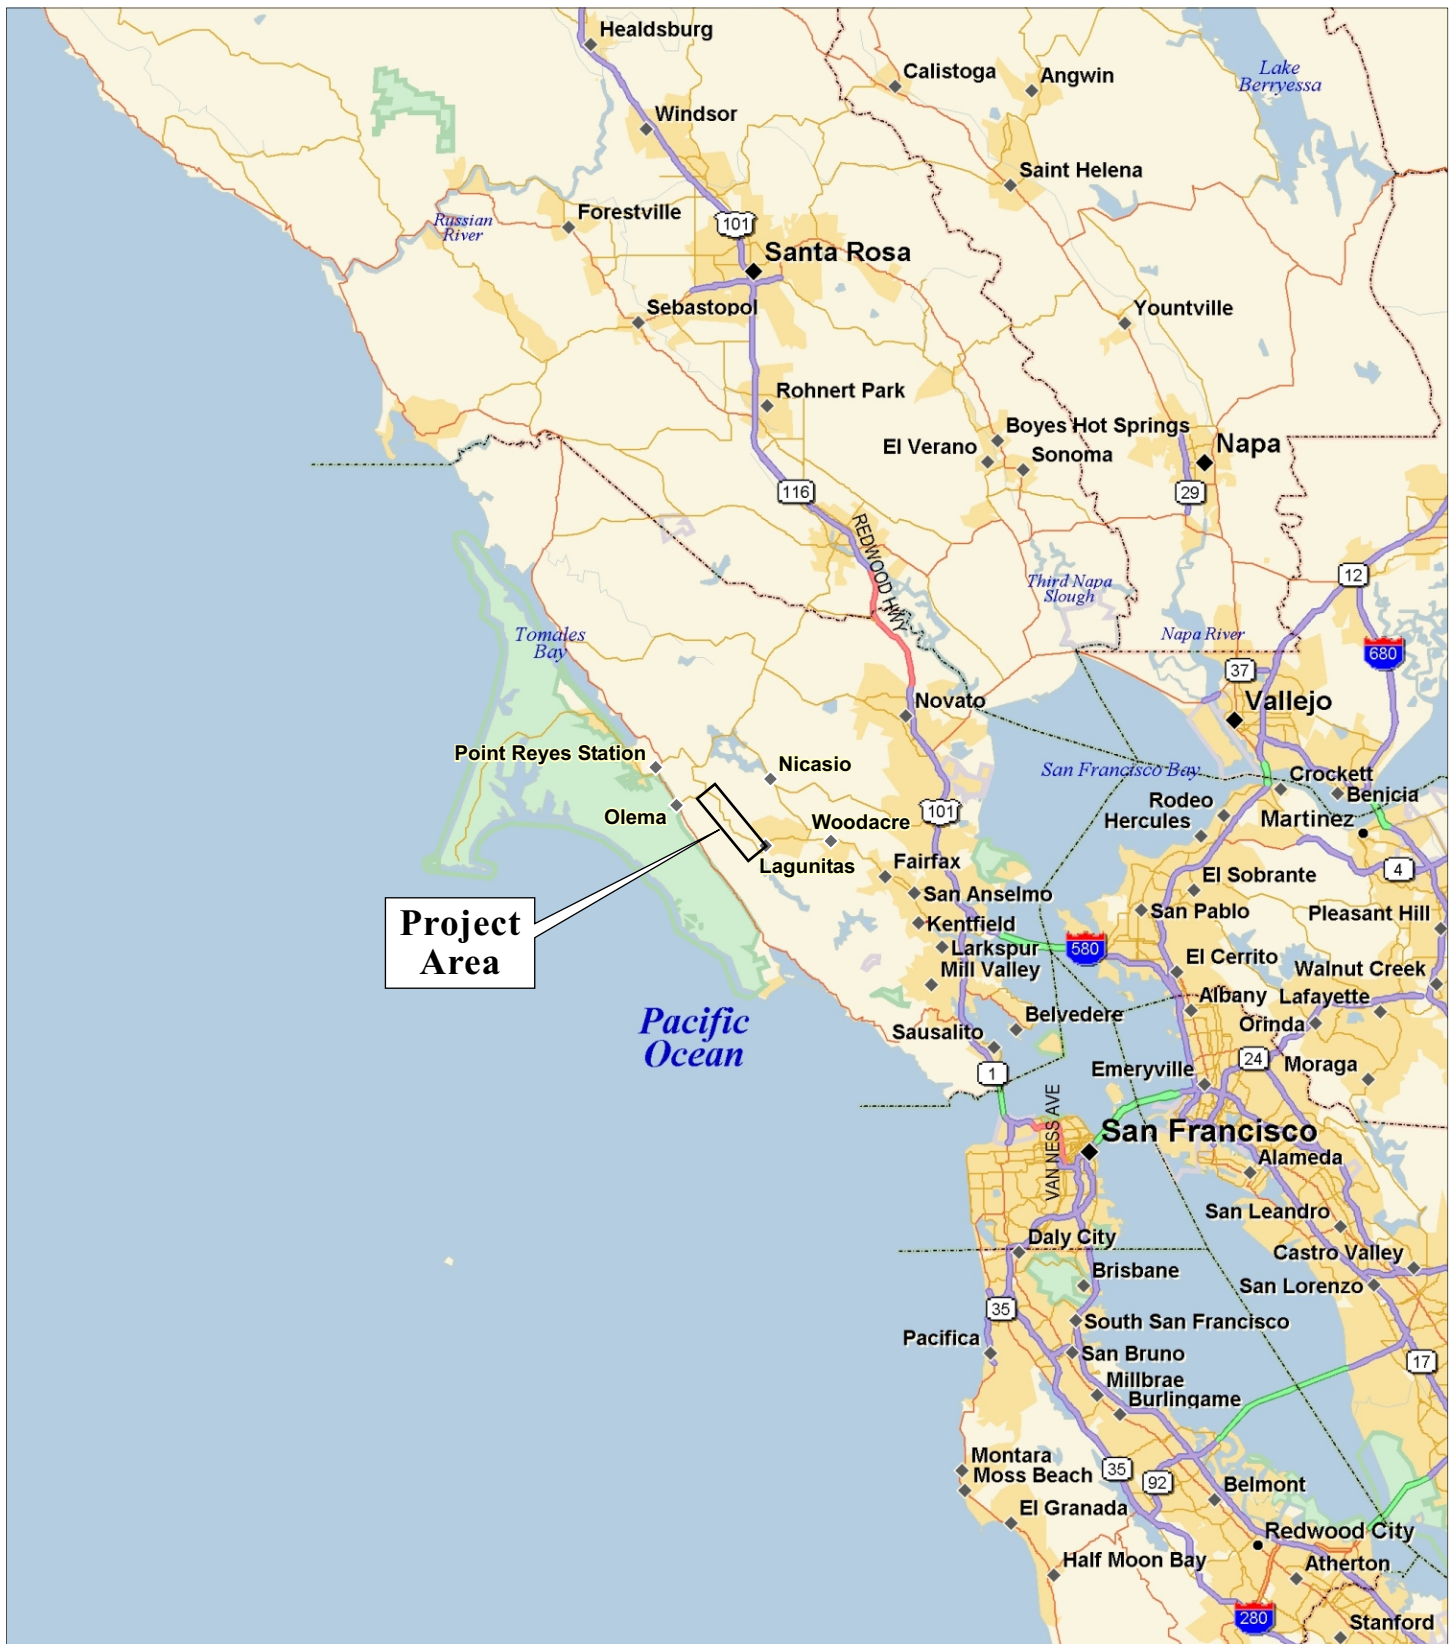 Healdsburg
Calistoga
Angwin
Lake
Berryessa
Windsor
Saint Helena
Forestville
Russian
River
101
Santa Rosa
Sebastopol
Yountville
Rohnert Park
Boyes Hot Springs
El Verano
Sonoma
Napa
116
29
REDWOOD HWY
12
Third Napa
Slough
Tomales
Bay
Napa River
680
37
Novato
Vallejo
Point Reyes Station
Nicasio
San Francisco Bay
Crockett
Benicia
Rodeo
Hercules
Martinez
Olema
Woodacre
101
Lagunitas
Fairfax
El Sobrante
4
San Anselmo
San Pablo
Pleasant Hill
Project
Area
Kentfield
Larkspur
580
El Cerrito
Walnut Creek
Mill Valley
Albany
Lafayette
Pacific
Ocean
Belvedere
Orinda
Sausalito
24
Moraga
1
Emeryville
VAN NESS AVE
San Francisco
Alameda
San Leandro
Daly City
Castro Valley
Brisbane
San Lorenzo
35
South San Francisco
Pacifica
San Bruno
17
Millbrae
Burlingame
Montara
Moss Beach
35
92
Belmont
El Granada
Redwood City
Half Moon Bay
Atherton
280
Stanford